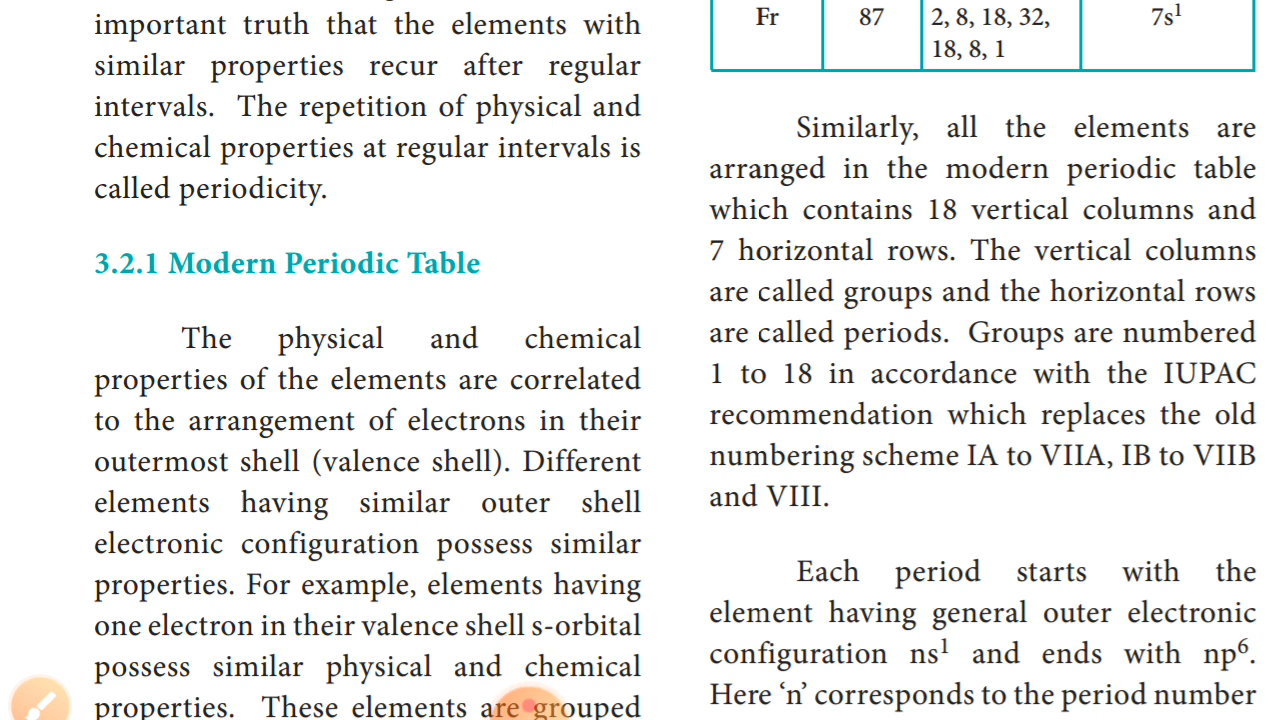 important truth that the elements with
similar properties recur after regular
intervals. The repetition of physical and
chemical properties at regular intervals is
called periodicity.
3.2.1 Modern Periodic Table
The physical and chemical
properties of the elements are correlated
to the arrangement of electrons in their
outermost shell (valence shell). Different
elements having similar outer shell
electronic configuration possess similar
properties. For example, elements having
one electron in their valence shell s-orbital
possess similar physical and chemical
properties. These elements are grouped
Fr 87 2, 8, 18, 32, 7s¹
18, 8, 1
Similarly, all the elements are
arranged in the modern periodic table
which contains 18 vertical columns and
7 horizontal rows. The vertical columns
are called groups and the horizontal rows
are called periods. Groups are numbered
1 to 18 in accordance with the IUPAC
recommendation which replaces the old
numbering scheme IA to VIIA, IB to VIIB
and VIII.
Each period starts with the
element having general outer electronic
configuration ns¹ and ends with np⁶.
Here ‘n’ corresponds to the period number